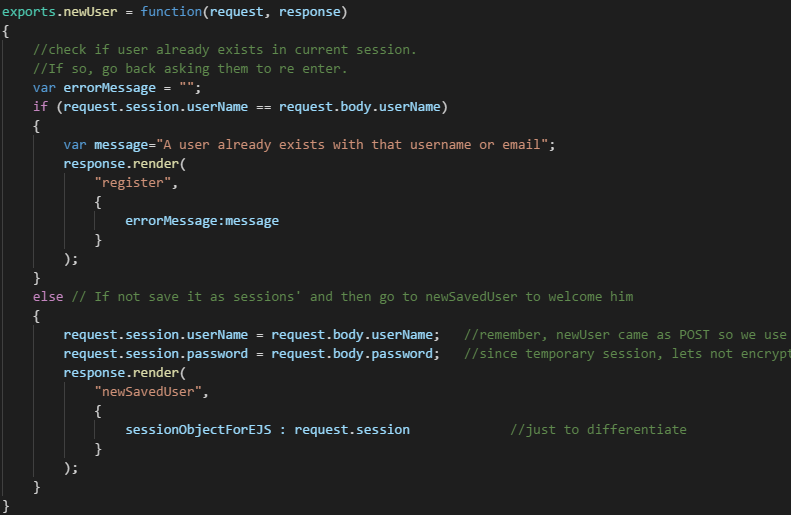 exports.newUser = function(request, response)
{
    //check if user already exists in current session.
    //If so, go back asking them to re enter.
    var errorMessage = "";
    if (request.session.userName == request.body.userName)
    {
        var message="A user already exists with that username or email";
        response.render(
            "register",
            {
                errorMessage:message
            }
        );
    }
    else // If not save it as sessions' and then go to newSavedUser to welcome him
    {
        request.session.userName = request.body.userName;   //remember, newUser came as POST so we use
        request.session.password = request.body.password;   //since temporary session, lets not encrypt
        response.render(
            "newSavedUser",
            {
                sessionObjectForEJS : request.session             //just to differentiate
            }
        );
    }
}